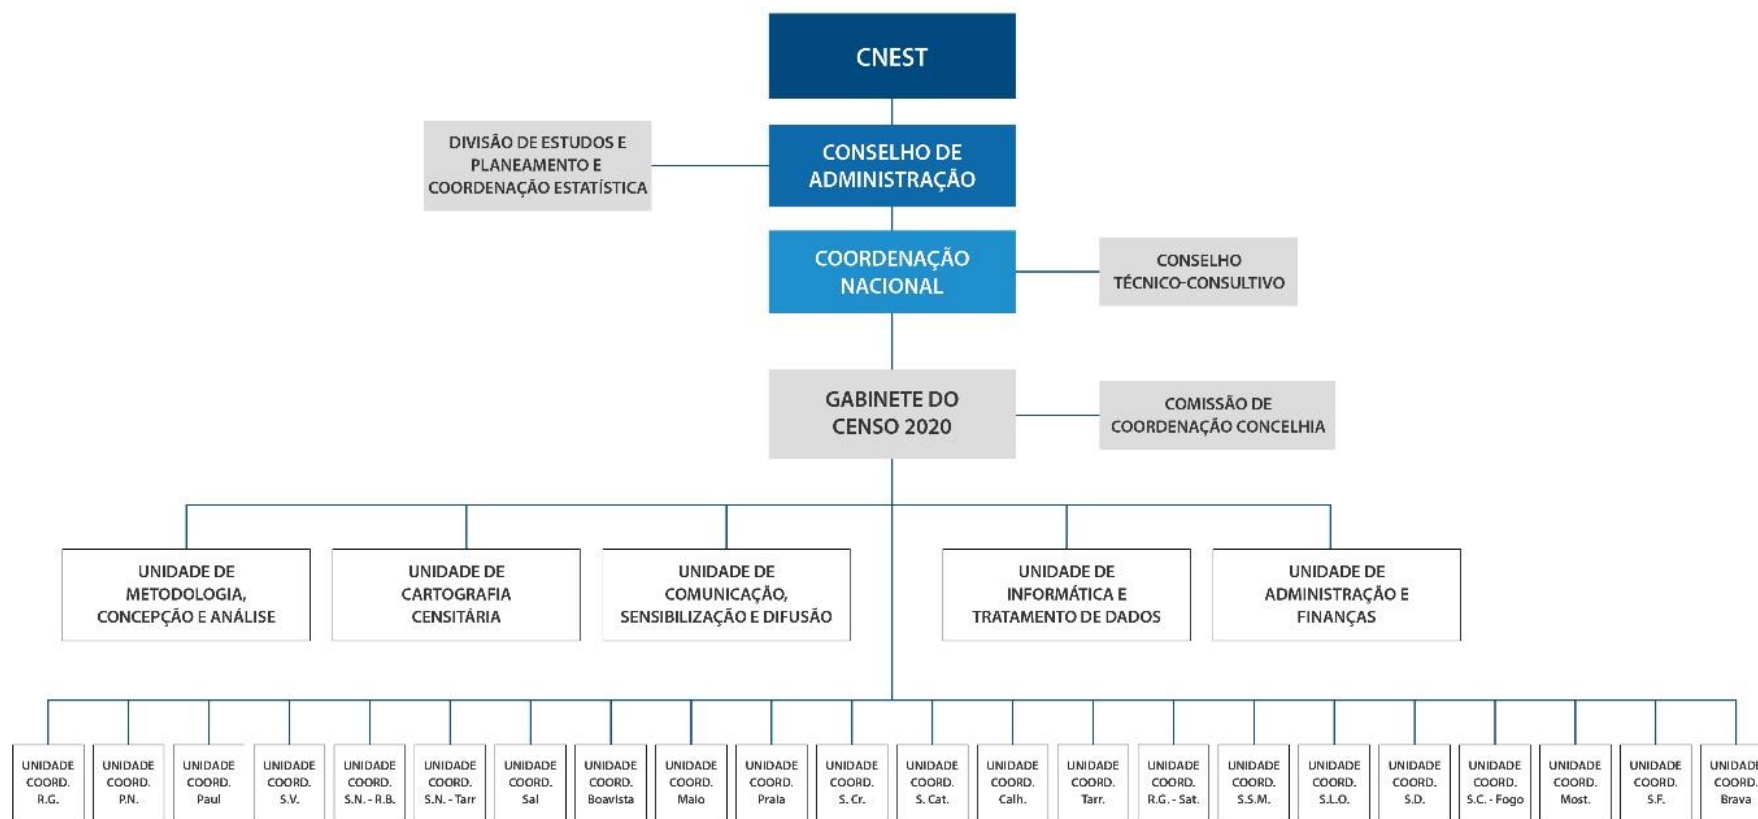 CNEST
DIVISÃO DE ESTUDOS E
PLANEAMENTO E
COORDENAÇÃO ESTATÍSTICA
CONSELHO DE
ADMINISTRAÇÃO
COORDENAÇÃO
NACIONAL
CONSELHO
TÉCNICO-CONSULTIVO
GABINETE DO
CENSO 2020
COMISSÃO DE
COORDENAÇÃO CONCELHIA
UNIDADE DE
METODOLOGIA,
CONCEPÇÃO E ANÁLISE
UNIDADE DE
CARTOGRAFIA
CENSITÁRIA
UNIDADE DE
COMUNICAÇÃO,
SENSIBILIZAÇÃO E DIFUSÃO
UNIDADE DE
INFORMÁTICA E
TRATAMENTO DE DADOS
UNIDADE DE
ADMINISTRAÇÃO E
FINANÇAS
UNIDADE
COORD.
R.G.
UNIDADE
COORD.
P.N.
UNIDADE
COORD.
Paul
UNIDADE
COORD.
S.V.
UNIDADE
COORD.
S.N. - R.B.
UNIDADE
COORD.
S.N. - Tarr
UNIDADE
COORD.
Sal
UNIDADE
COORD.
Boavista
UNIDADE
COORD.
Maio
UNIDADE
COORD.
Praia
UNIDADE
COORD.
S. Cr.
UNIDADE
COORD.
S. Cat.
UNIDADE
COORD.
Calh.
UNIDADE
COORD.
Tarr.
UNIDADE
COORD.
R.G. - Sat.
UNIDADE
COORD.
S.S.M.
UNIDADE
COORD.
S.L.O.
UNIDADE
COORD.
S.D.
UNIDADE
COORD.
S.C. - Fogo
UNIDADE
COORD.
Most.
UNIDADE
COORD.
S.F.
UNIDADE
COORD.
Brava